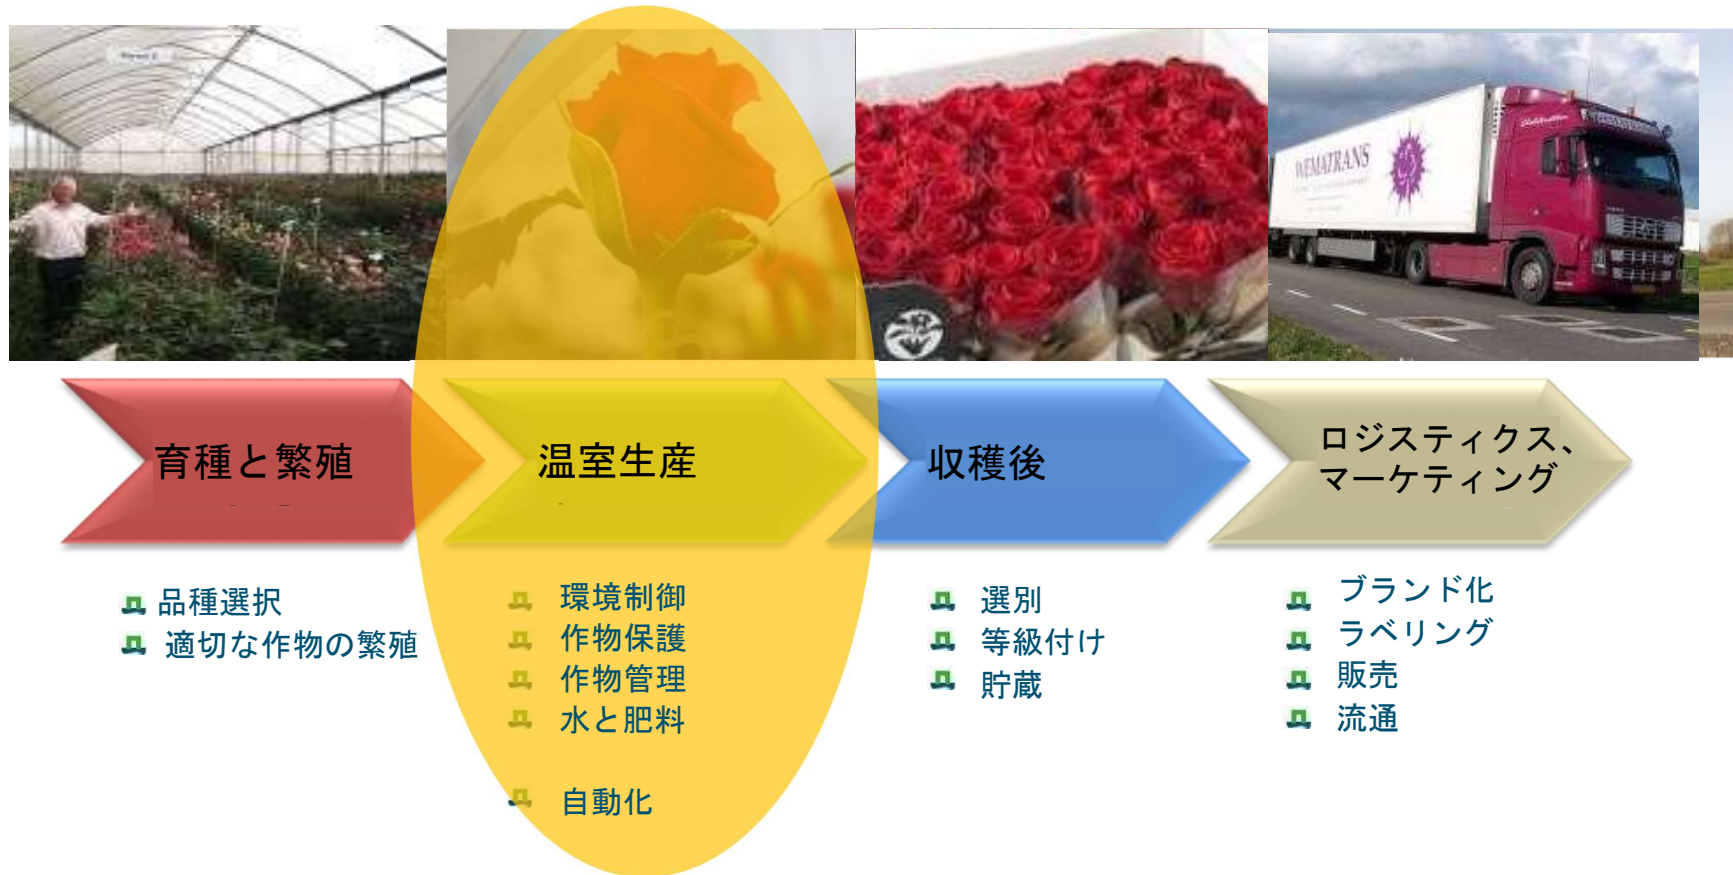 WEMATRANS
育種と繁殖
温室生産
収穫後
ロジスティクス、
マーケティング
品種選択
適切な作物の繁殖
環境制御
作物保護
作物管理
水と肥料
自動化
選別
等級付け
貯蔵
ブランド化
ラベリング
販売
流通